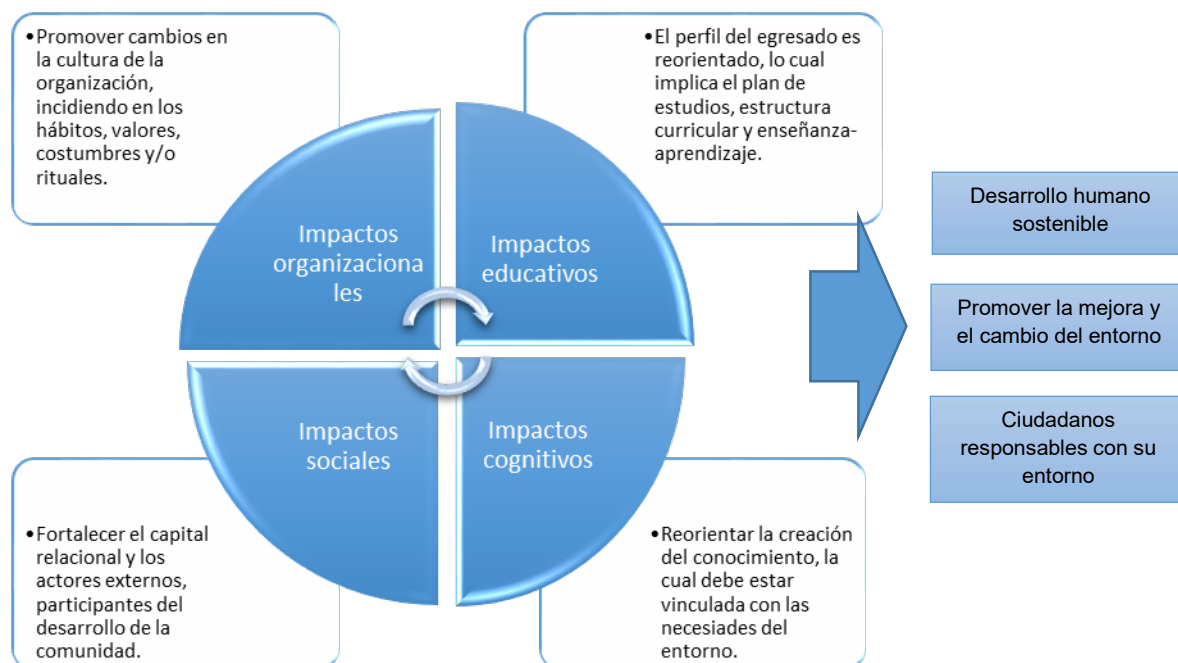 •Promover cambios en
la cultura de la
organización,
incidiendo en los
hábitos, valores,
costumbres y/o
rituales.
•El perfil del egresado es
reorientado, lo cual
implica el plan de
estudios, estructura
curricular y enseñanza-
aprendizaje.
Impactos
organizaciona
les
Impactos
educativos
Impactos
sociales
Impactos
cognitivos
•Fortalecer el capital
relacional y los
actores externos,
participantes del
desarrollo de la
comunidad.
•Reorientar la creación
del conocimiento, la
cual debe estar
vinculada con las
necesiades del
entorno.
Desarrollo humano
sostenible
Promover la mejora y
el cambio del entorno
Ciudadanos
responsables con su
entorno